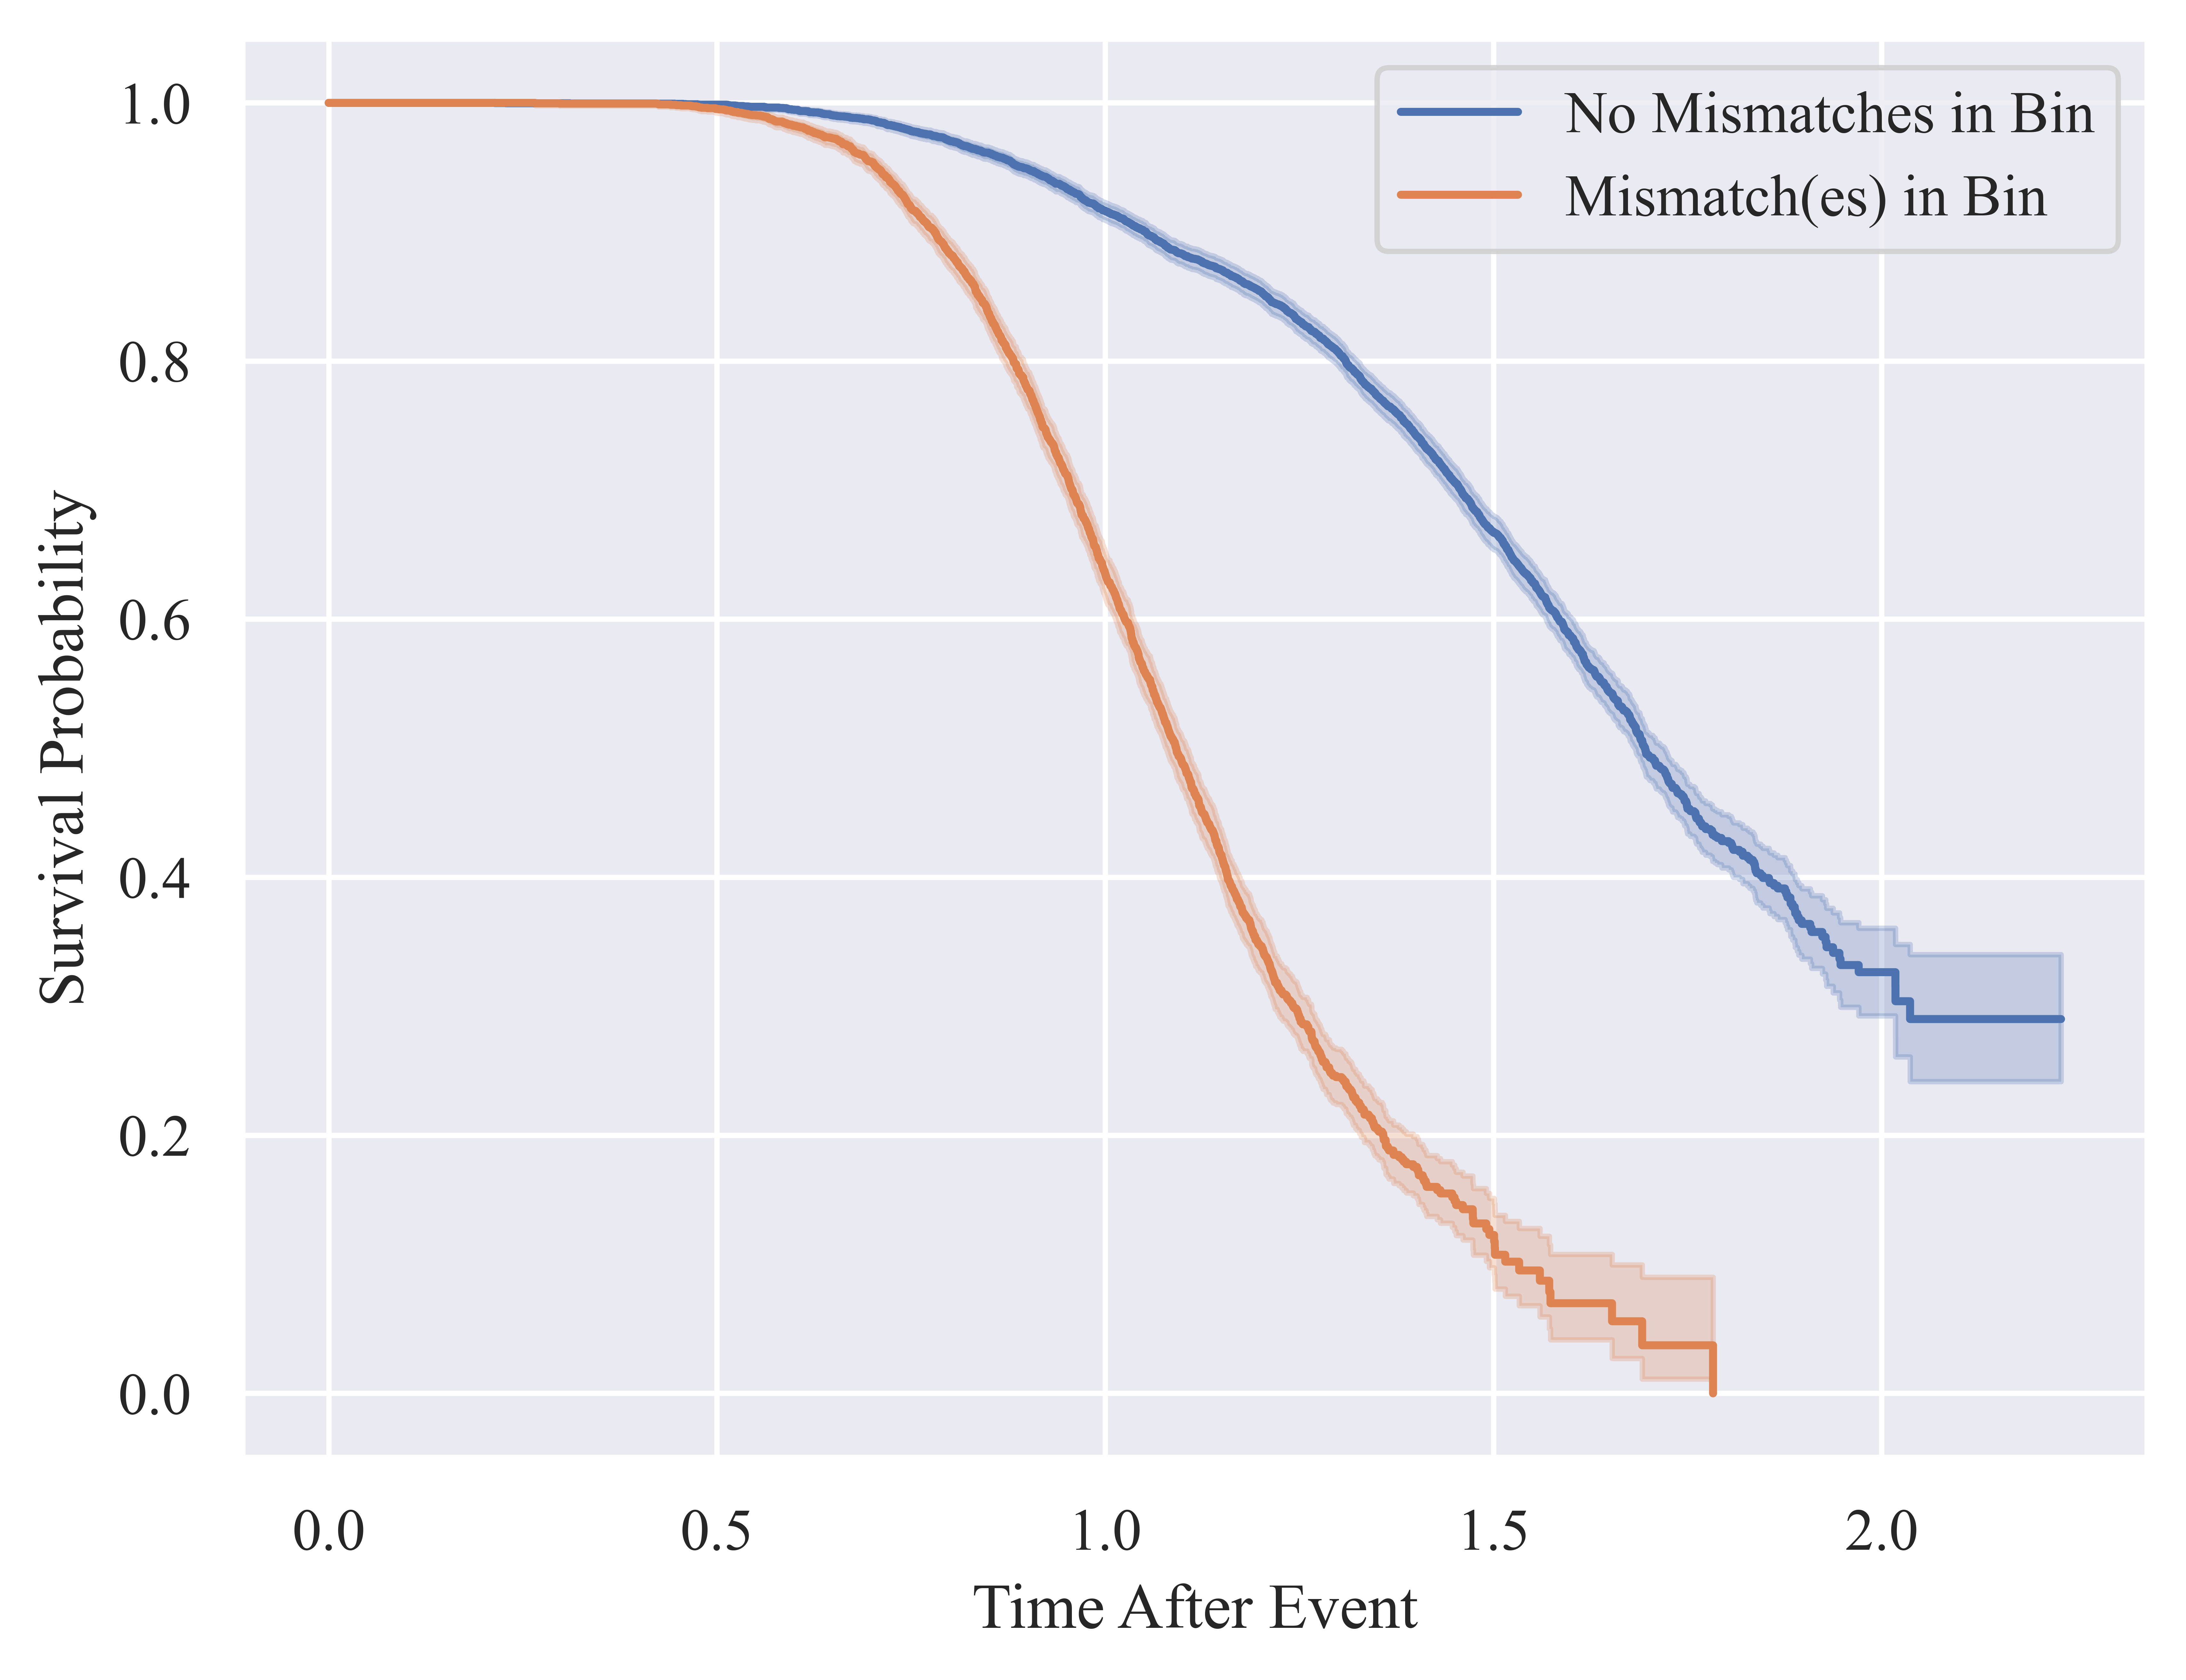 No Mismatches in Bin
Mismatch(es) in Bin
1.0
0.8
0.6
0.4
0.2
0.0
Survival Probability
0.0 0.5 1.0 1.5 2.0
Time After Event